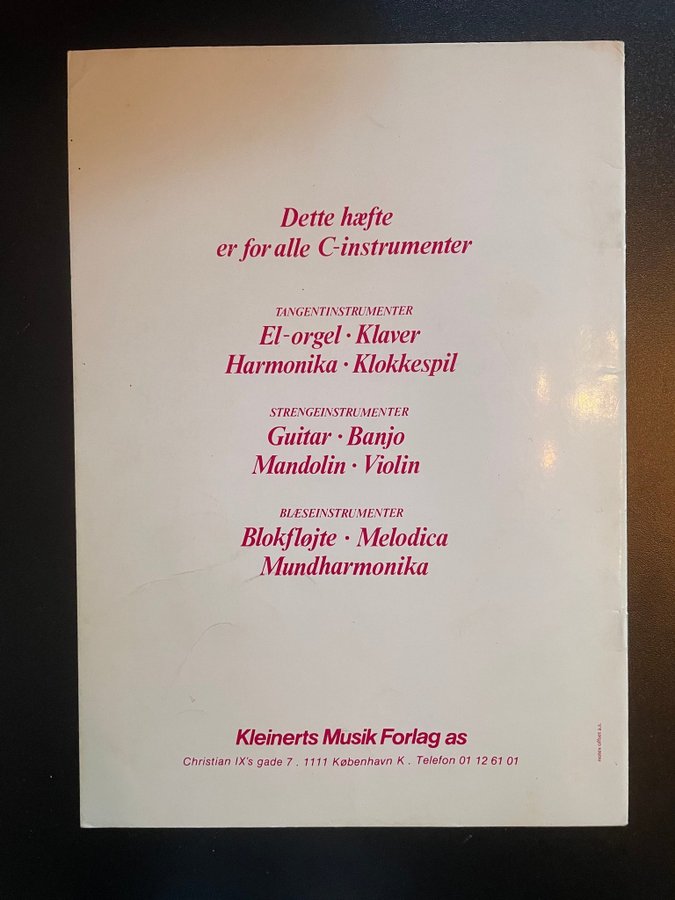 Dette hæfte
er for alle C-instrumenter
TANGENTINSTRUMENTER
El-orgel · Klaver
Harmonika · Klokkespil
STRENGEINSTRUMENTER
Guitar · Banjo
Mandolin · Violin
BLÆSEINSTRUMENTER
Blokfløjte · Melodica
Mundharmonika
Kleinerts Musik Forlag as
Christian IX's gade 7 . 1111 København K . Telefon 01 12 61 01
offset a.s.